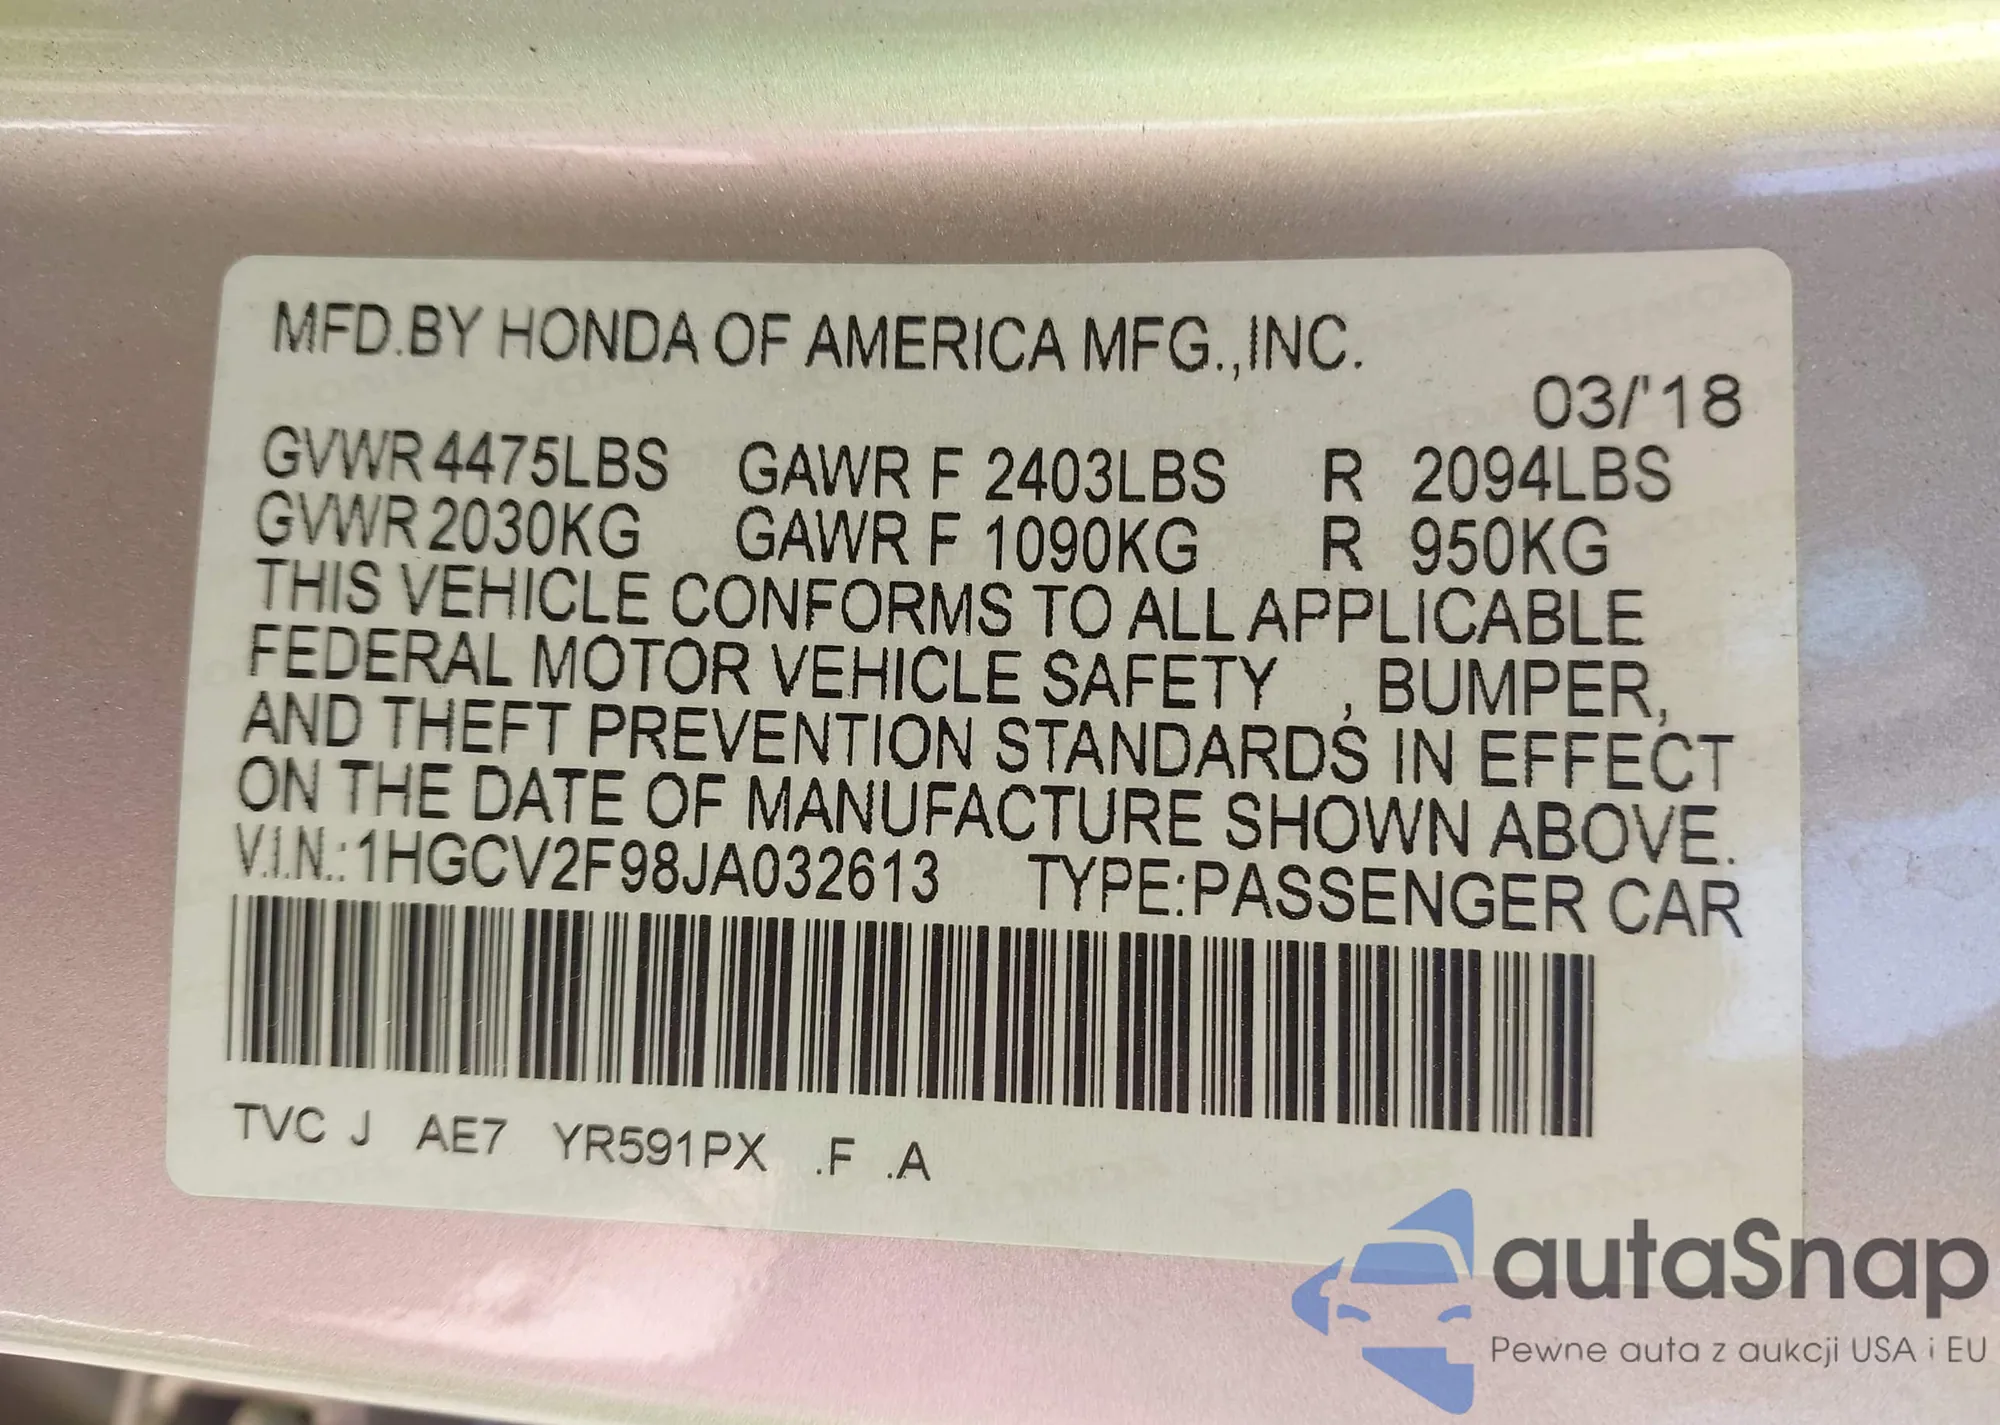 MFD.BY HONDA OF AMERICA MFG.,INC.
03/'18
GVWR 4475LBS GAWR F 2403LBS R 2094LBS
GVWR 2030KG GAWR F 1090KG R 950KG
THIS VEHICLE CONFORMS TO ALL APPLICABLE
FEDERAL MOTOR VEHICLE SAFETY , BUMPER,
AND THEFT PREVENTION STANDARDS IN EFFECT
ON THE DATE OF MANUFACTURE SHOWN ABOVE.
V.I.N.:1HGCV2F98JA032613 TYPE:PASSENGER CAR
TVC J AE7 YR591PX .F .A
autaSnap
Pewne auta z aukcji USA i EU